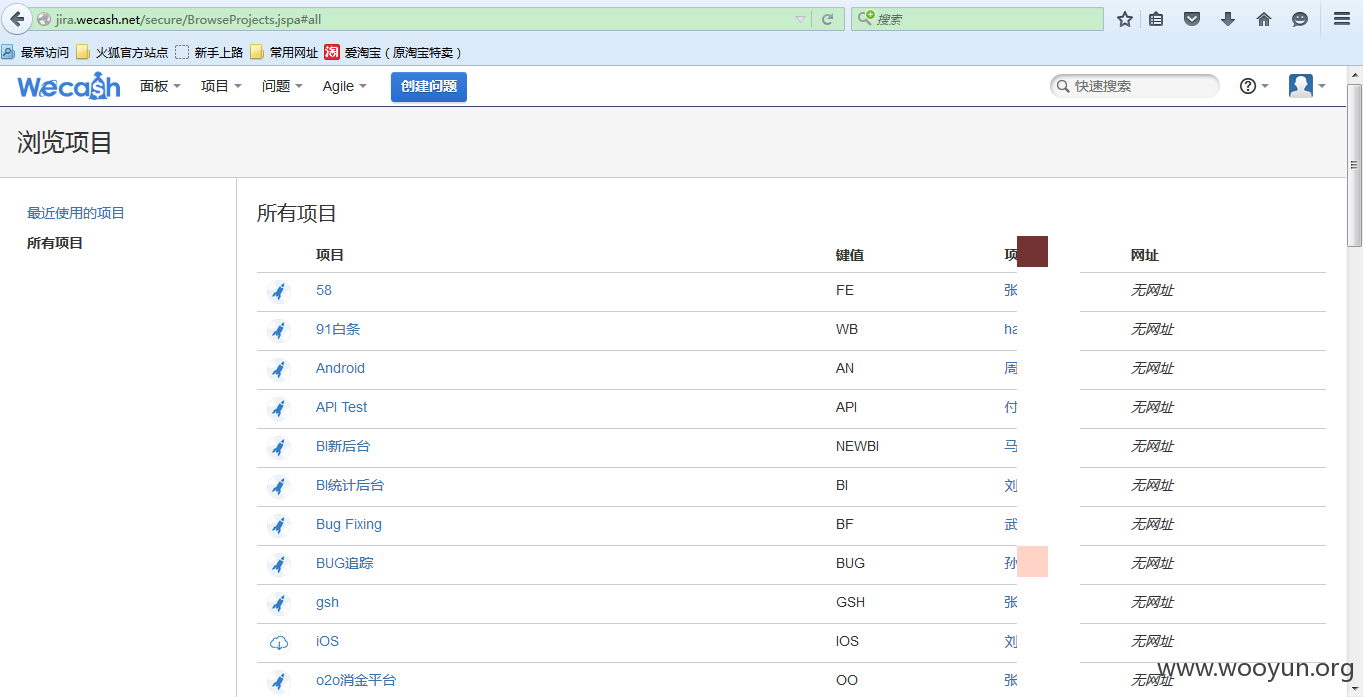 jira.wecash.net/secure/BrowseProjects.jspa#all 搜索
最常访问 火狐官方站点 新手上路 常用网址 淘 爱淘宝（原淘宝特卖）
Wecash 面板 项目 问题 Agile 创建问题 快速搜索
浏览项目
最近使用的项目
所有项目
所有项目
项目 键值 项 网址
58 FE 张 无网址
91白条 WB ha 无网址
Android AN 周 无网址
API Test API 付 无网址
BI新后台 NEWBI 马 无网址
BI统计后台 BI 刘 无网址
Bug Fixing BF 武 无网址
BUG追踪 BUG 孙 无网址
gsh GSH 张 无网址
iOS IOS 刘 无网址
o2o消金平台 OO 张 无网址
www.wooyun.org